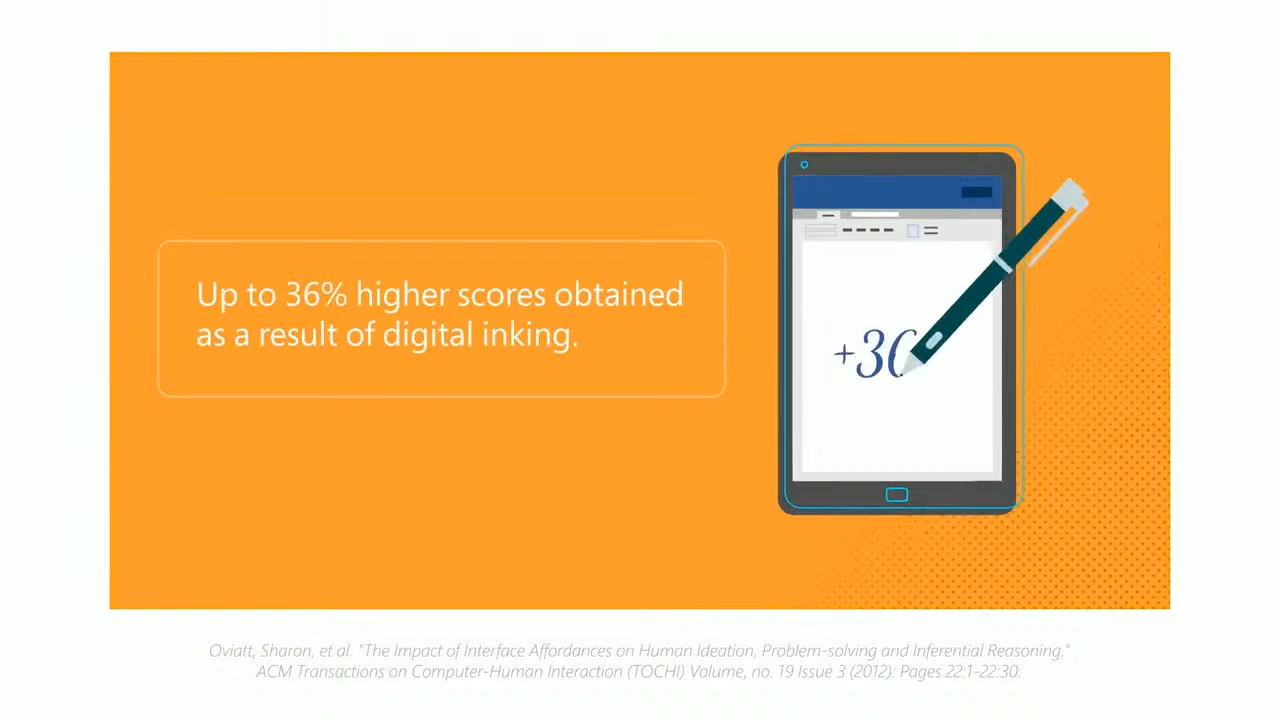 Up to 36% higher scores obtained
as a result of digital inking.
+36
Oviatt, Sharon, et al. "The Impact of Interface Affordances on Human Ideation, Problem-solving and Inferential Reasoning."
ACM Transactions on Computer-Human Interaction (TOCHI) Volume, no. 19 Issue 3 (2012): Pages 22:1-22:30.